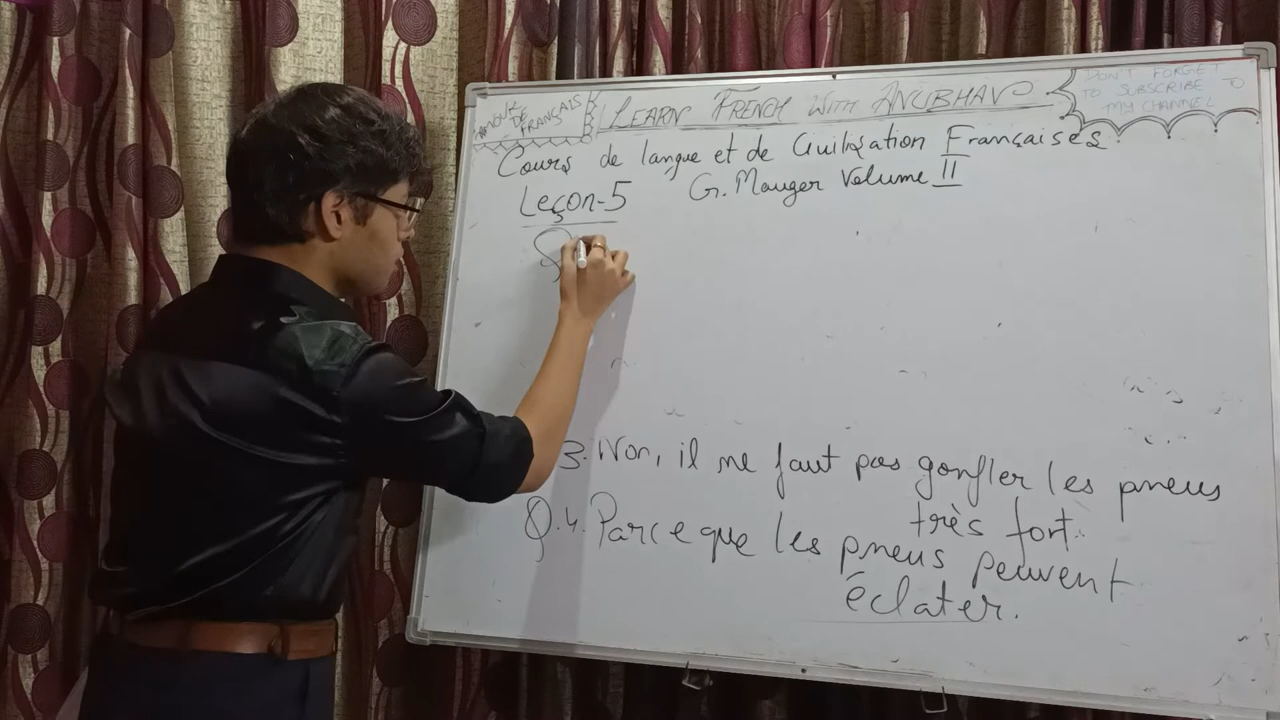 AMOUR DE FRANÇAIS
LEARN FRENCH WITH ANUBHAV
DON'T FORGET
TO SUBSCRIBE TO
MY CHANNEL
Cours de langue et de Civilisation Françaises
G. Mauger Volume II
Leçon-5
3. Non, il ne faut pas gonfler les pneus
très fort.
Q.4. Parce que les pneus peuvent
éclater.